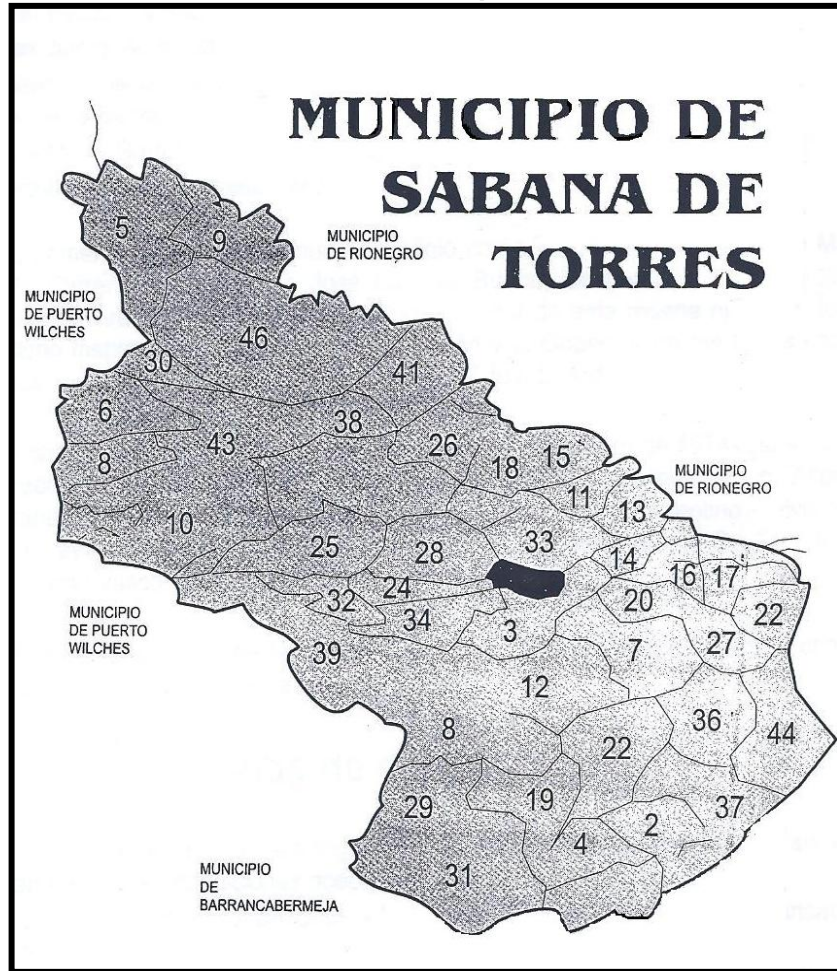 MUNICIPIO DE
SABANA DE
TORRES
MUNICIPIO
DE RIONEGRO
MUNICIPIO
DE PUERTO
WILCHES
5
9
46
30
41
6
38
43
26
8
18
15
11
MUNICIPIO
DE RIONEGRO
13
10
25
28
33
14
16
17
24
32
34
3
20
22
7
27
MUNICIPIO
DE PUERTO
WILCHES
39
12
8
22
36
44
29
19
4
2
37
31
MUNICIPIO
DE
BARRANCABERMEJA